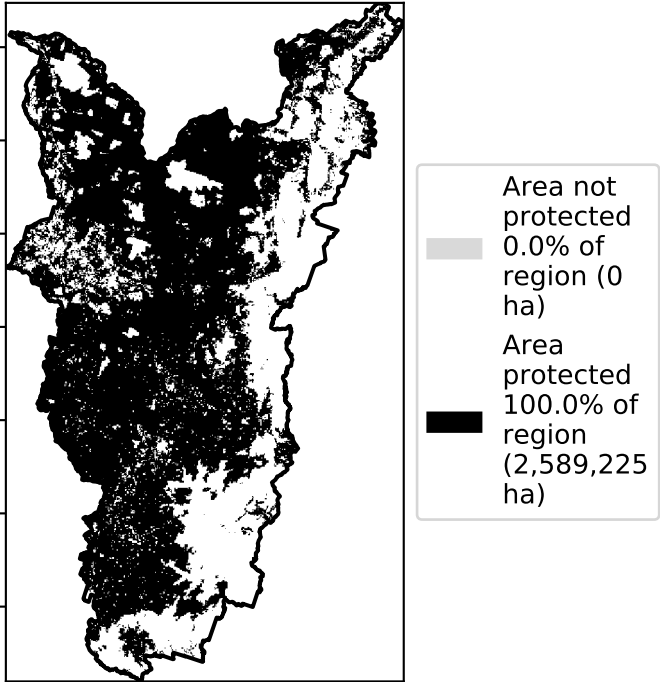 Area not
protected
0.0% of
region (0
ha)
Area
protected
100.0% of
region
(2,589,225
ha)